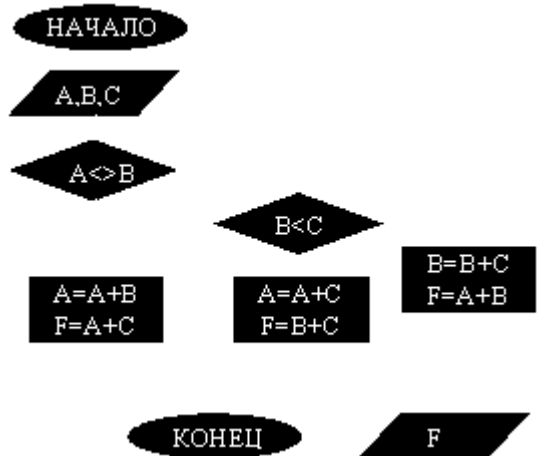 НАЧАЛО
A,B,C
A<>B
B<C
B=B+C
F=A+B
A=A+B
F=A+C
A=A+C
F=B+C
КОНЕЦ
F